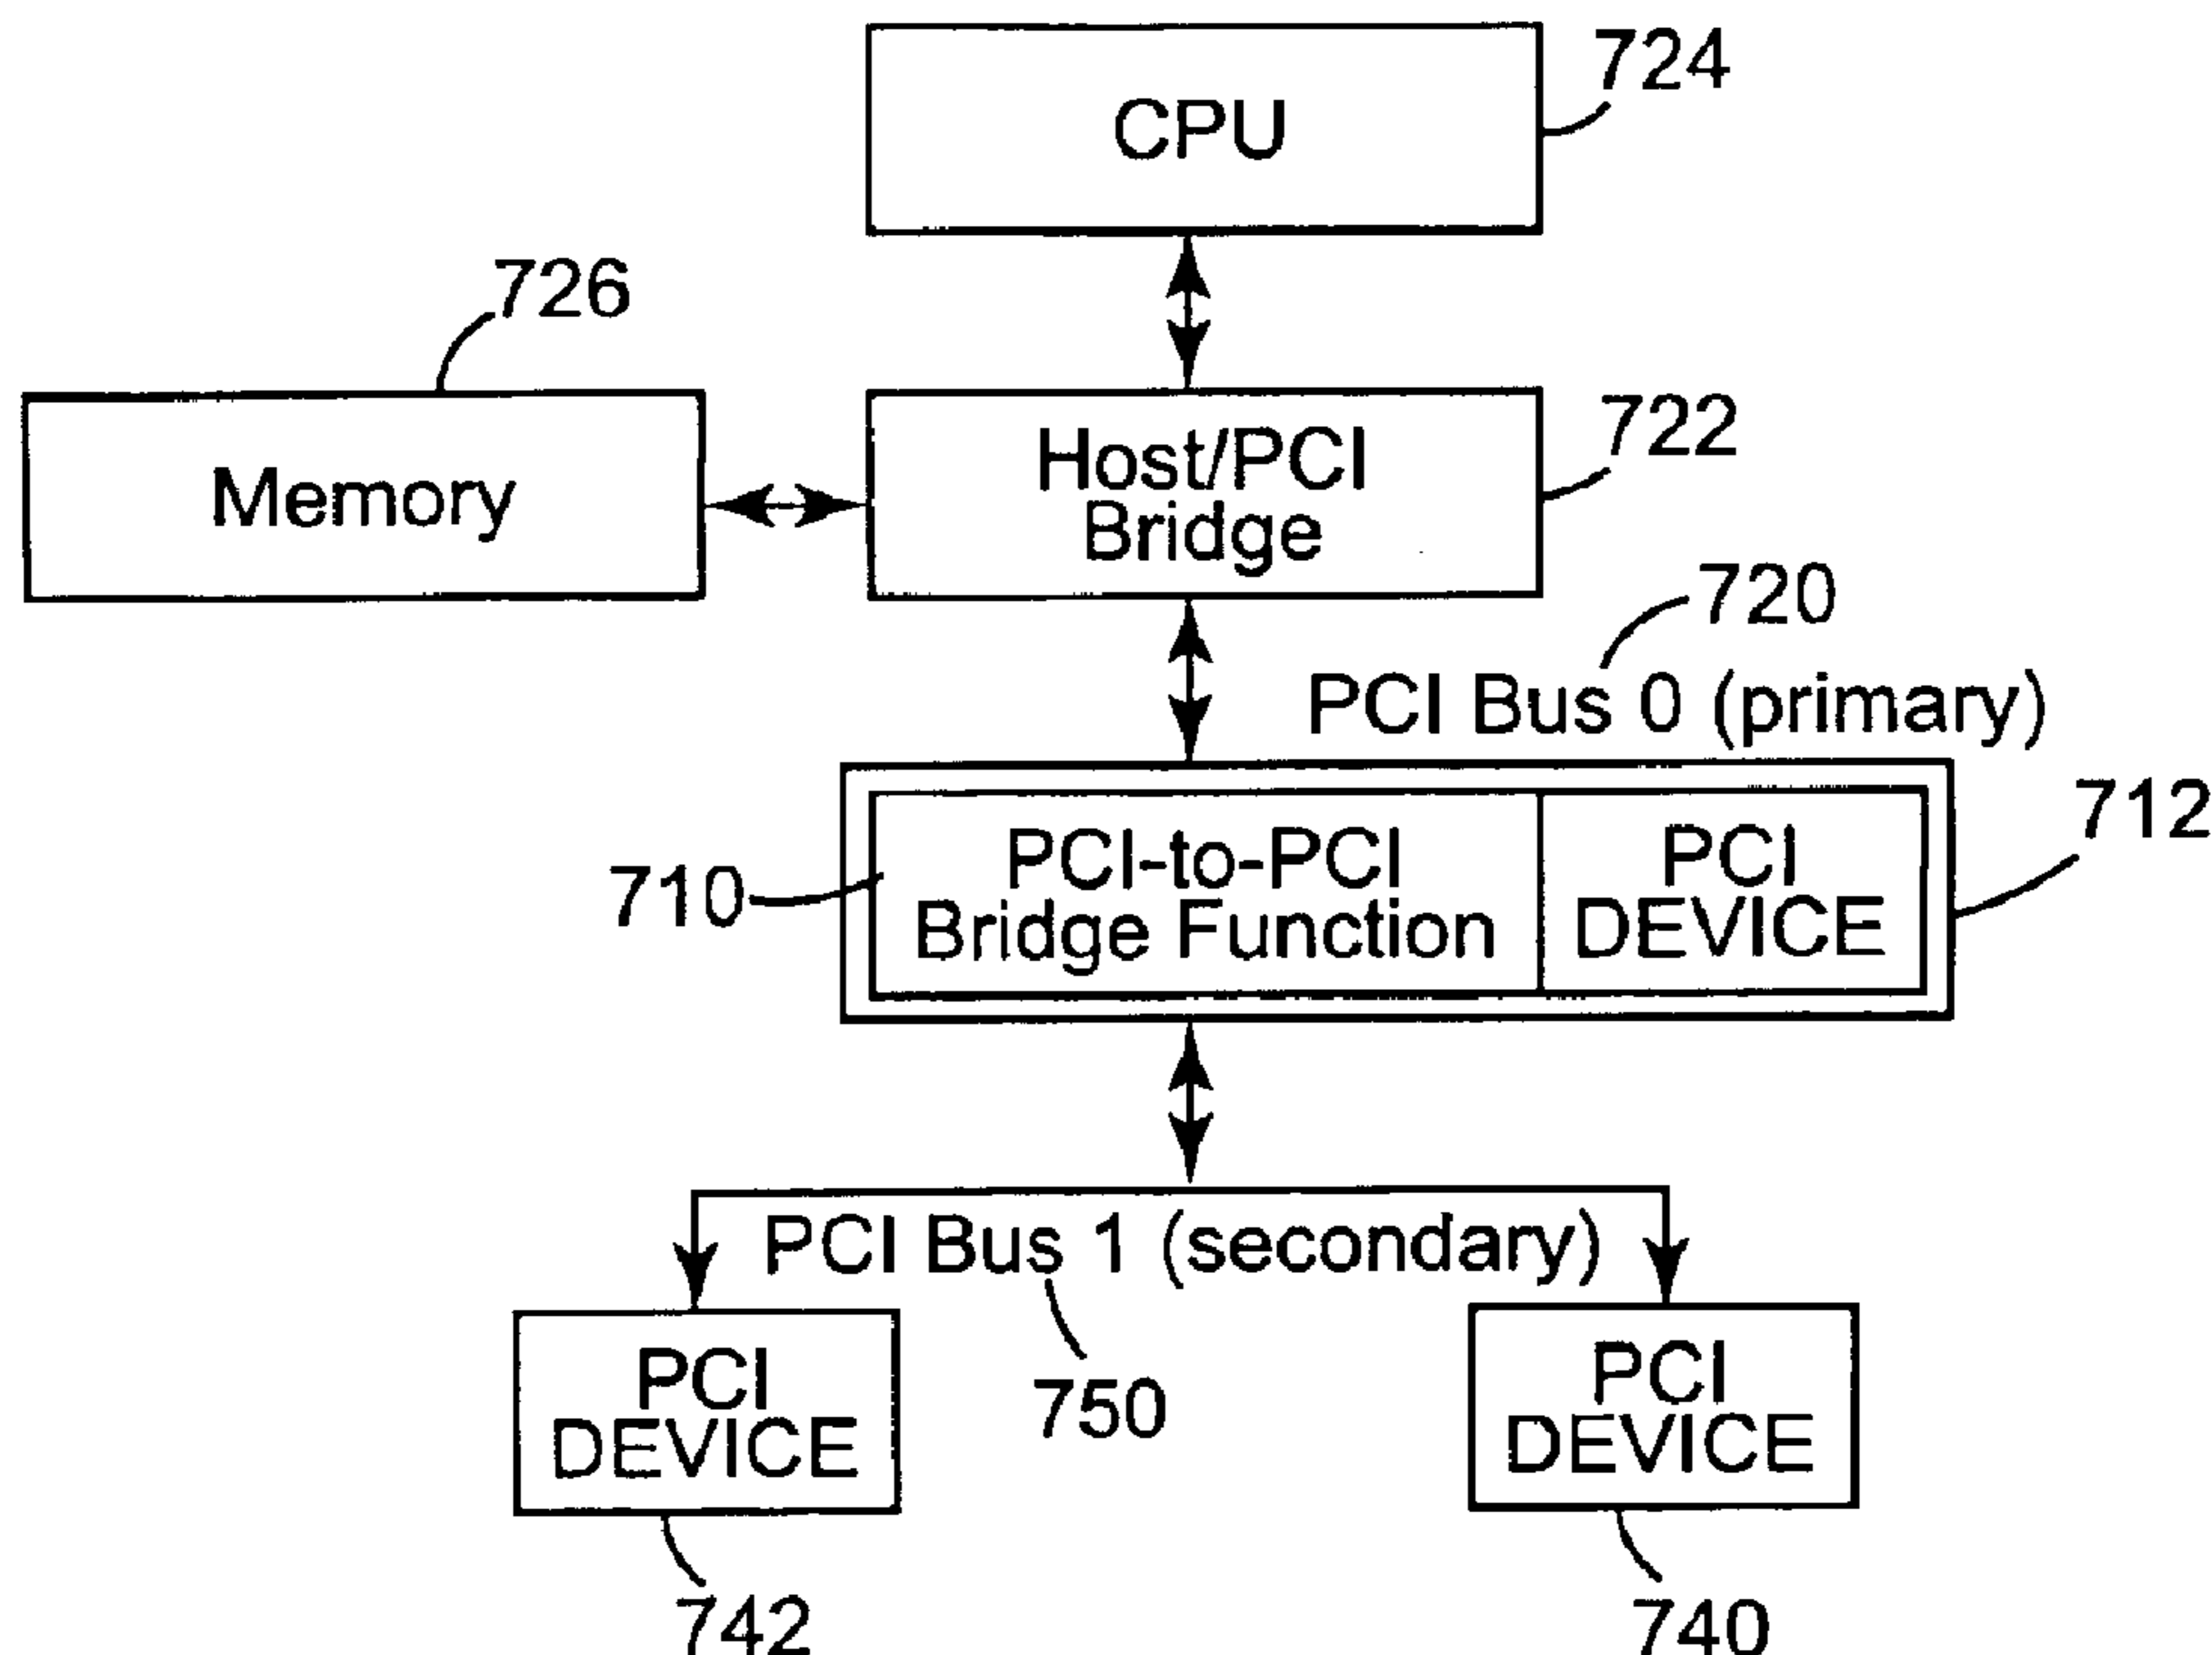 724
CPU
726
722
Memory
Host/PCI
Bridge
720
PCI Bus 0 (primary)
712
710
PCI-to-PCI
Bridge Function
PCI
DEVICE
PCI Bus 1 (secondary)
750
PCI
DEVICE
PCI
DEVICE
742
740